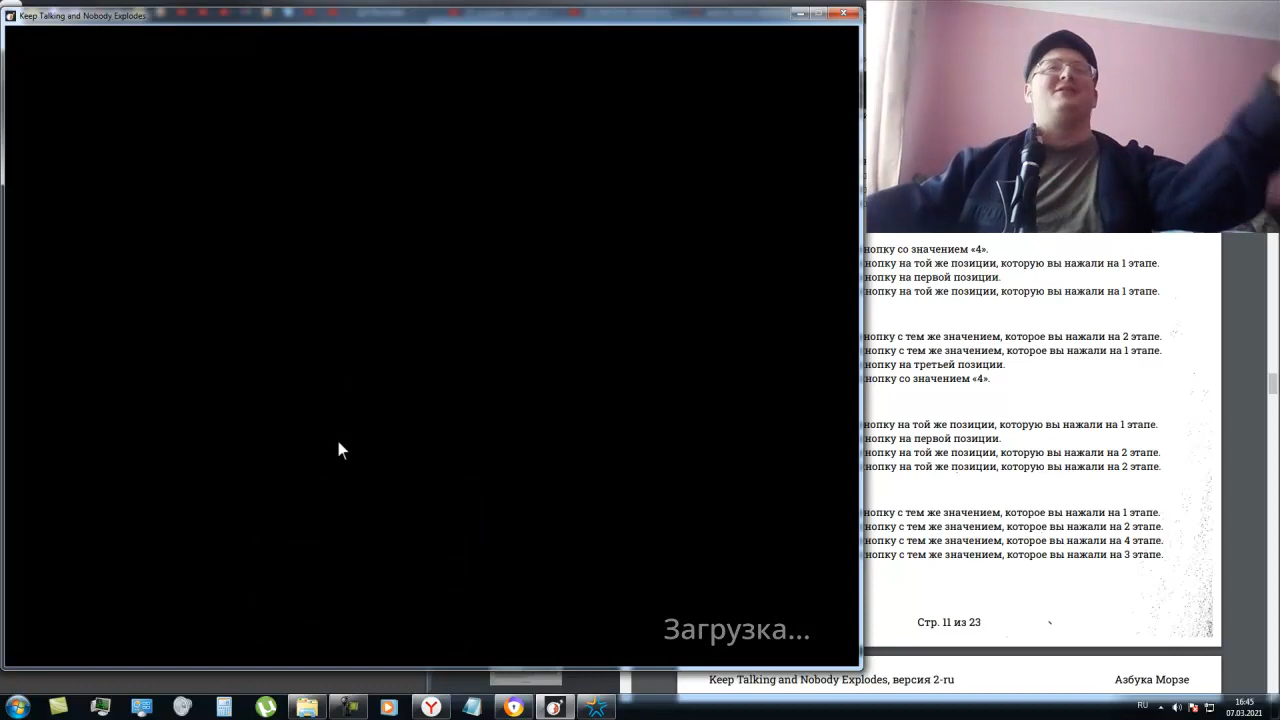 Keep Talking and Nobody Explodes
нопку со значением «4».
нопку на той же позиции, которую вы нажали на 1 этапе.
нопку на первой позиции.
нопку на той же позиции, которую вы нажали на 1 этапе.
нопку с тем же значением, которое вы нажали на 2 этапе.
нопку с тем же значением, которое вы нажали на 1 этапе.
нопку на третьей позиции.
нопку со значением «4».
нопку на той же позиции, которую вы нажали на 1 этапе.
нопку на первой позиции.
нопку на той же позиции, которую вы нажали на 2 этапе.
нопку на той же позиции, которую вы нажали на 2 этапе.
нопку с тем же значением, которое вы нажали на 1 этапе.
нопку с тем же значением, которое вы нажали на 2 этапе.
нопку с тем же значением, которое вы нажали на 4 этапе.
нопку с тем же значением, которое вы нажали на 3 этапе.
Стр. 11 из 23
Загрузка...
Keep Talking and Nobody Explodes, версия 2-ru
Азбука Морзе
RU
16:45
07.03.2021